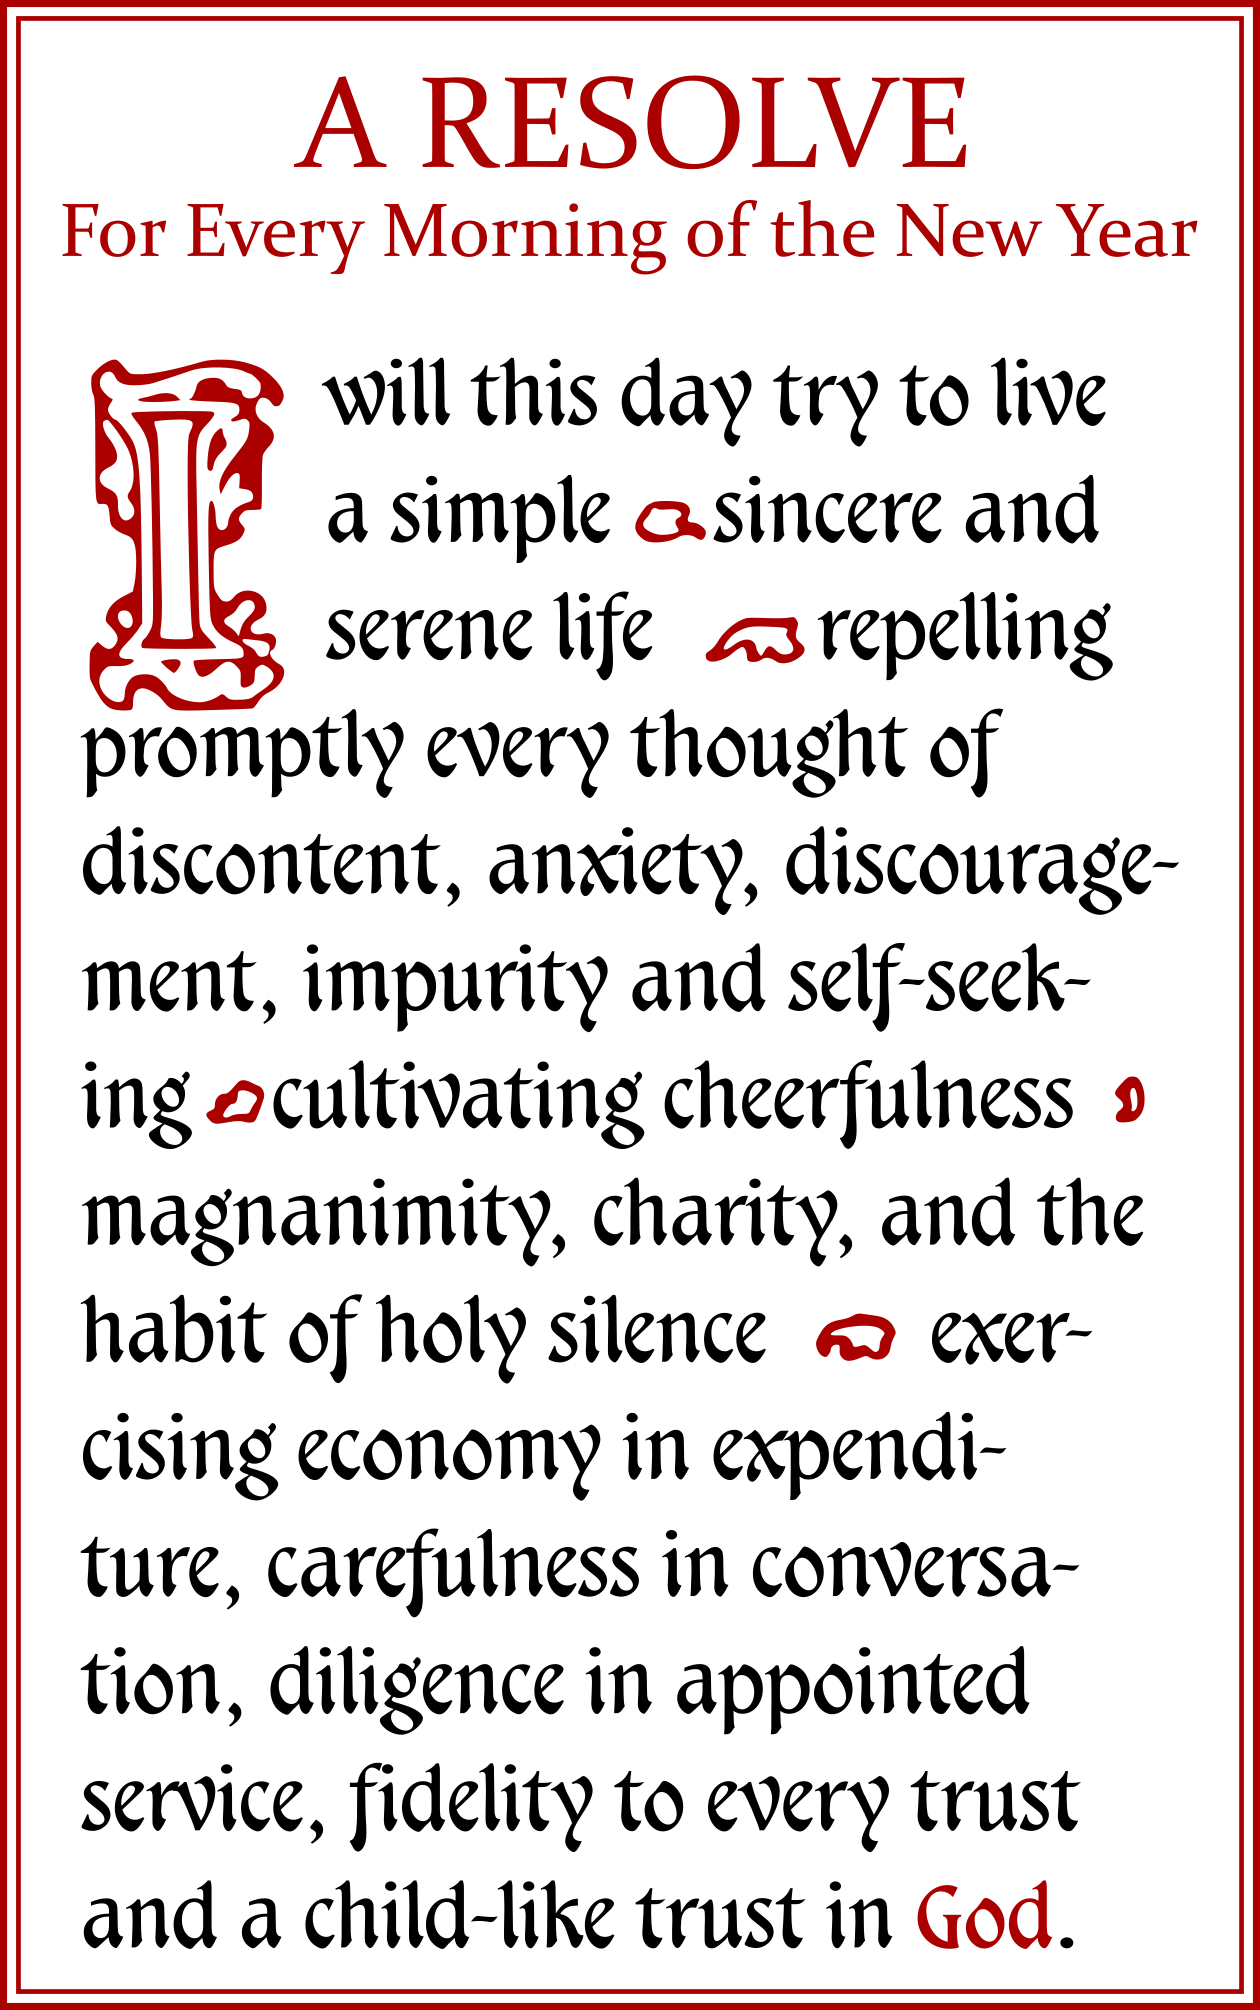 A RESOLVE
For Every Morning of the New Year
I will this day try to live
a simple sincere and
serene life repelling
promptly every thought of
discontent, anxiety, discourage-
ment, impurity and self-seek-
ing cultivating cheerfulness
magnanimity, charity, and the
habit of holy silence exer-
cising economy in expendi-
ture, carefulness in conversa-
tion, diligence in appointed
service, fidelity to every trust
and a child-like trust in God.